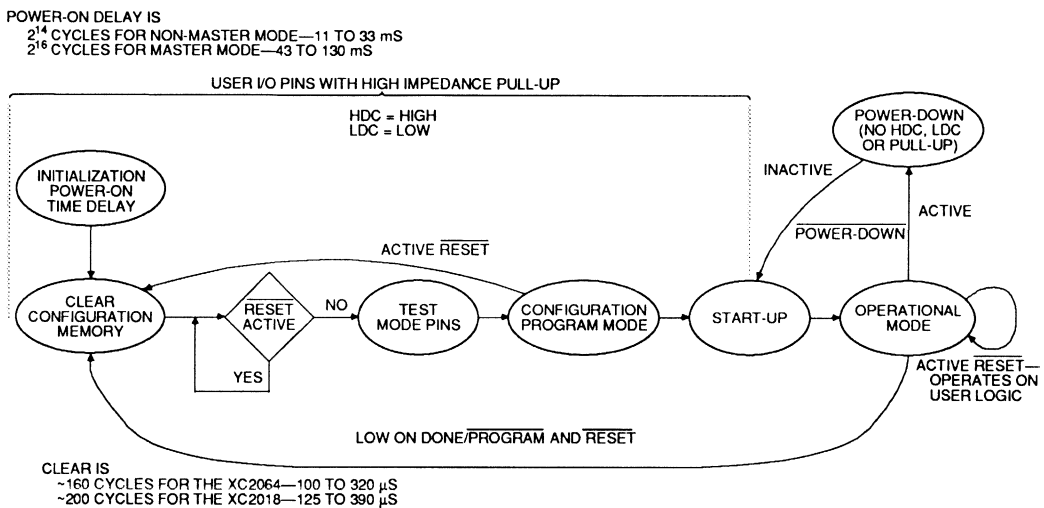 POWER-ON DELAY IS
2¹⁴ CYCLES FOR NON-MASTER MODE—11 TO 33 mS
2¹⁶ CYCLES FOR MASTER MODE—43 TO 130 mS
USER I/O PINS WITH HIGH IMPEDANCE PULL-UP
HDC = HIGH
LDC = LOW
POWER-DOWN
(NO HDC, LDC
OR PULL-UP)
INITIALIZATION
POWER-ON
TIME DELAY
INACTIVE
ACTIVE
POWER-DOWN
ACTIVE RESET
CLEAR
CONFIGURATION
MEMORY
RESET
ACTIVE
NO
YES
TEST
MODE PINS
CONFIGURATION
PROGRAM MODE
START-UP
OPERATIONAL
MODE
ACTIVE RESET—
OPERATES ON
USER LOGIC
LOW ON DONE/PROGRAM AND RESET
CLEAR IS
~160 CYCLES FOR THE XC2064—100 TO 320 µS
~200 CYCLES FOR THE XC2018—125 TO 390 µS